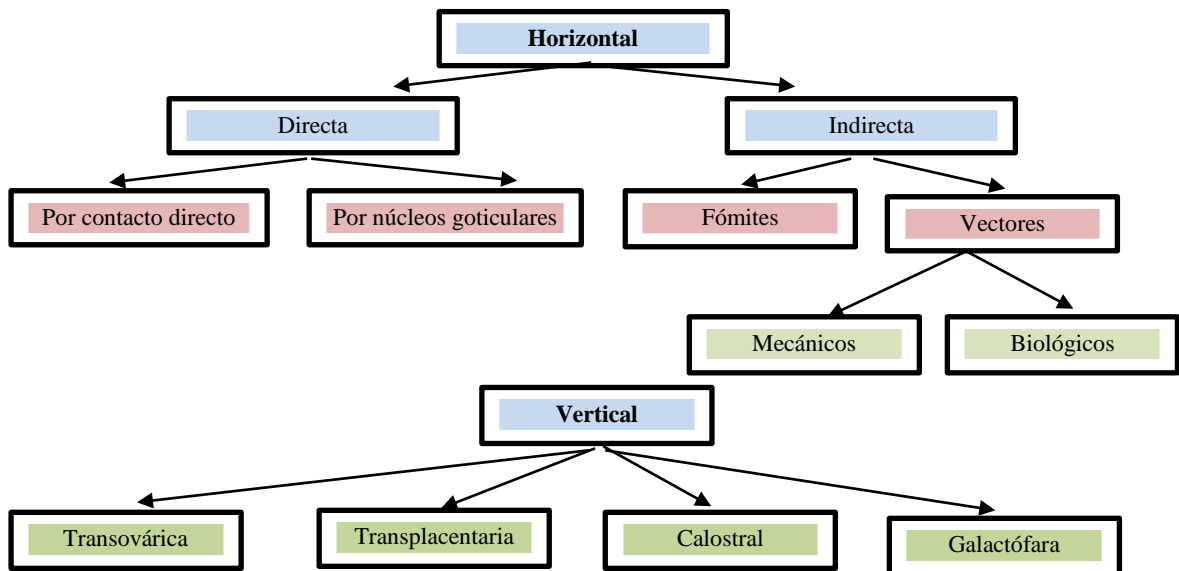 Horizontal
Directa
Indirecta
Por contacto directo
Por núcleos goticulares
Fómites
Vectores
Mecánicos
Biológicos
Vertical
Transovárica
Transplacentaria
Calostral
Galactófara